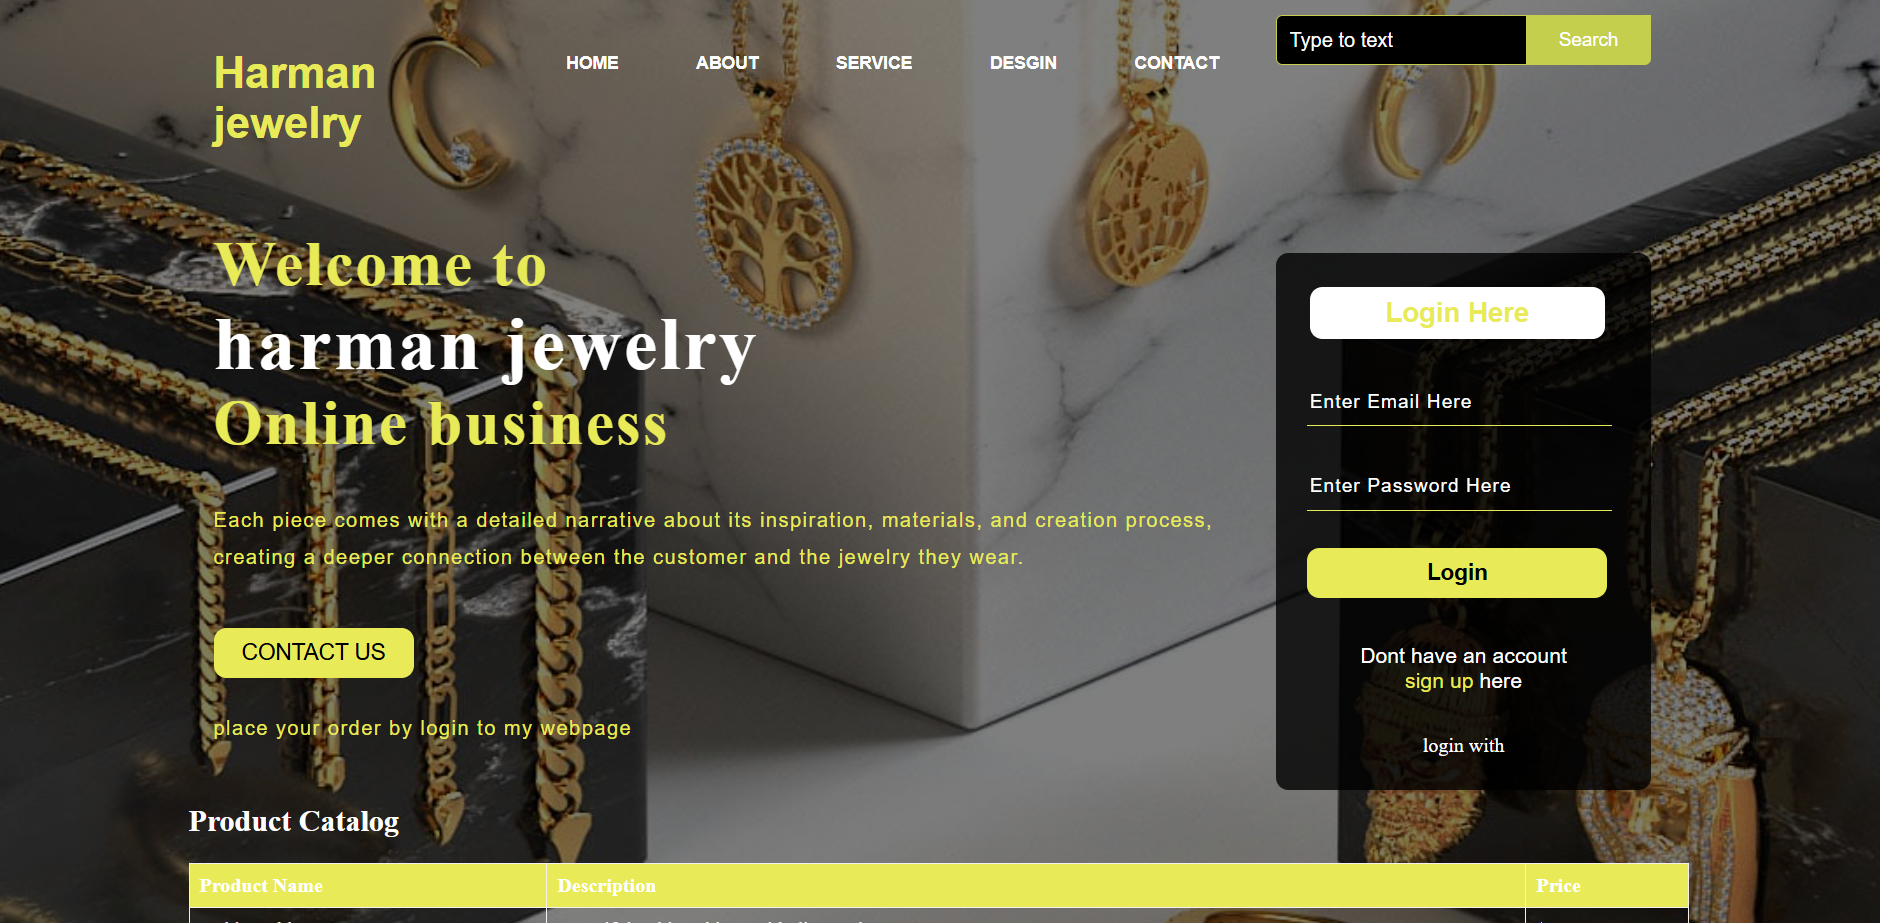 Harman
jewelry
HOME
ABOUT
SERVICE
DESGIN
CONTACT
Type to text
Search
Welcome to
harman jewelry
Online business
Each piece comes with a detailed narrative about its inspiration, materials, and creation process,
creating a deeper connection between the customer and the jewelry they wear.
CONTACT US
place your order by login to my webpage
Login Here
Enter Email Here
Enter Password Here
Login
Dont have an account
sign up here
login with
Product Catalog
Product Name
Description
Price